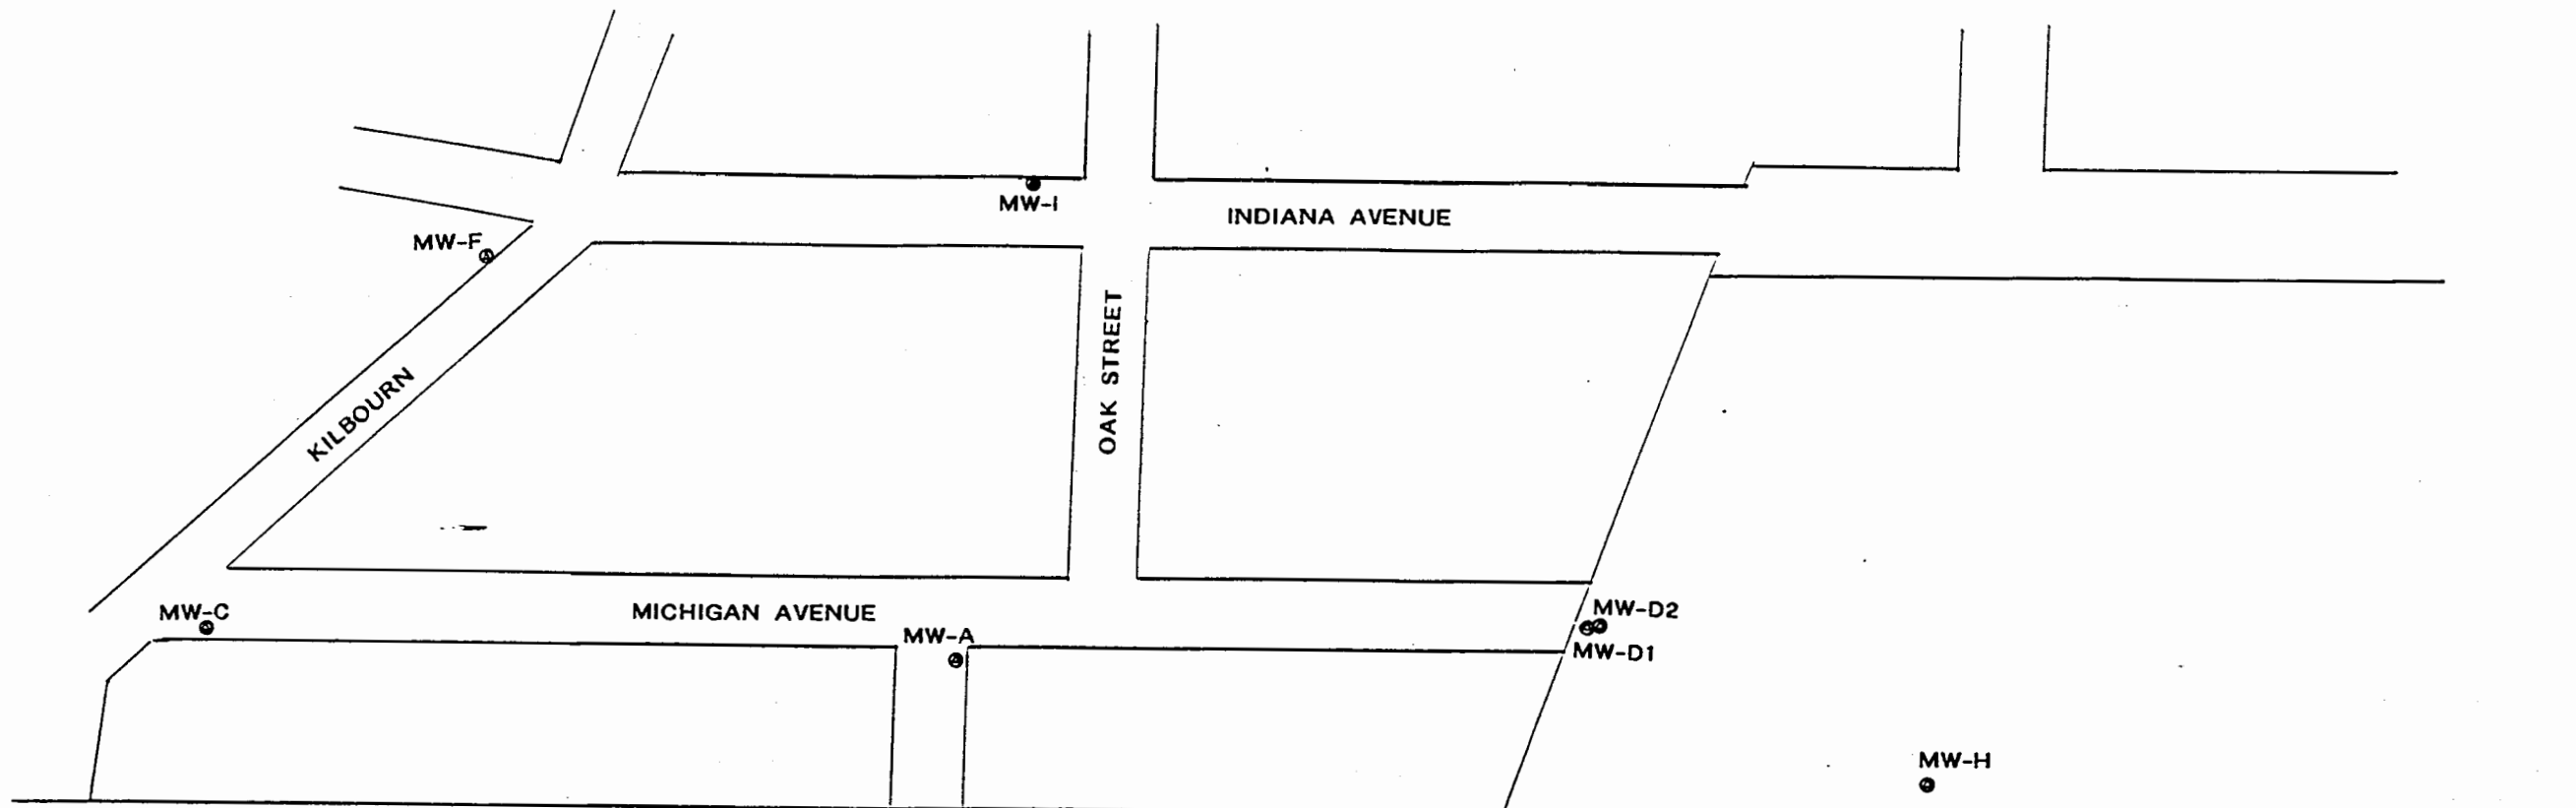 MW-I
INDIANA AVENUE
MW-F
OAK STREET
KILBOURN
MW-C
MICHIGAN AVENUE
MW-A
MW-D2
MW-D1
MW-H